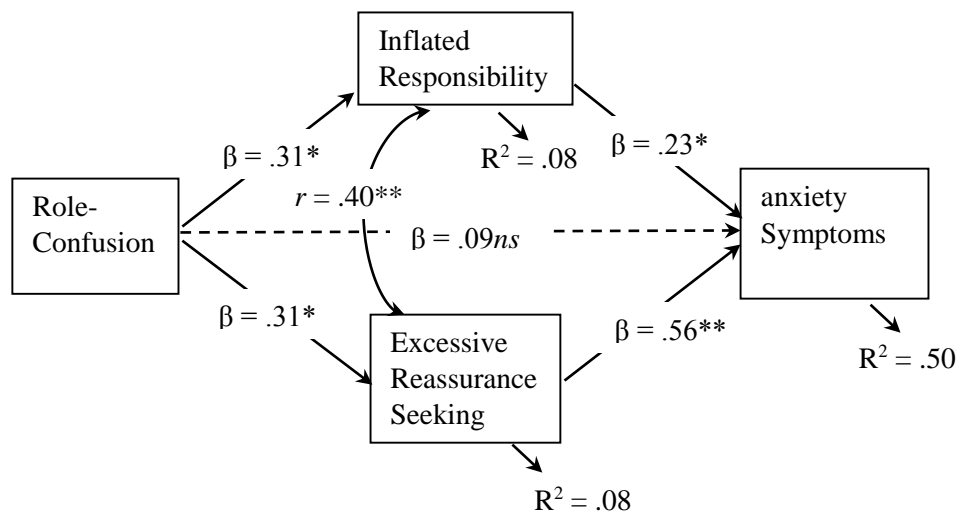 Inflated
Responsibility
β = .31*
R² = .08
β = .23*
r = .40**
Role-
Confusion
β = .09ns
anxiety
Symptoms
β = .31*
Excessive
Reassurance
Seeking
β = .56**
R² = .50
R² = .08